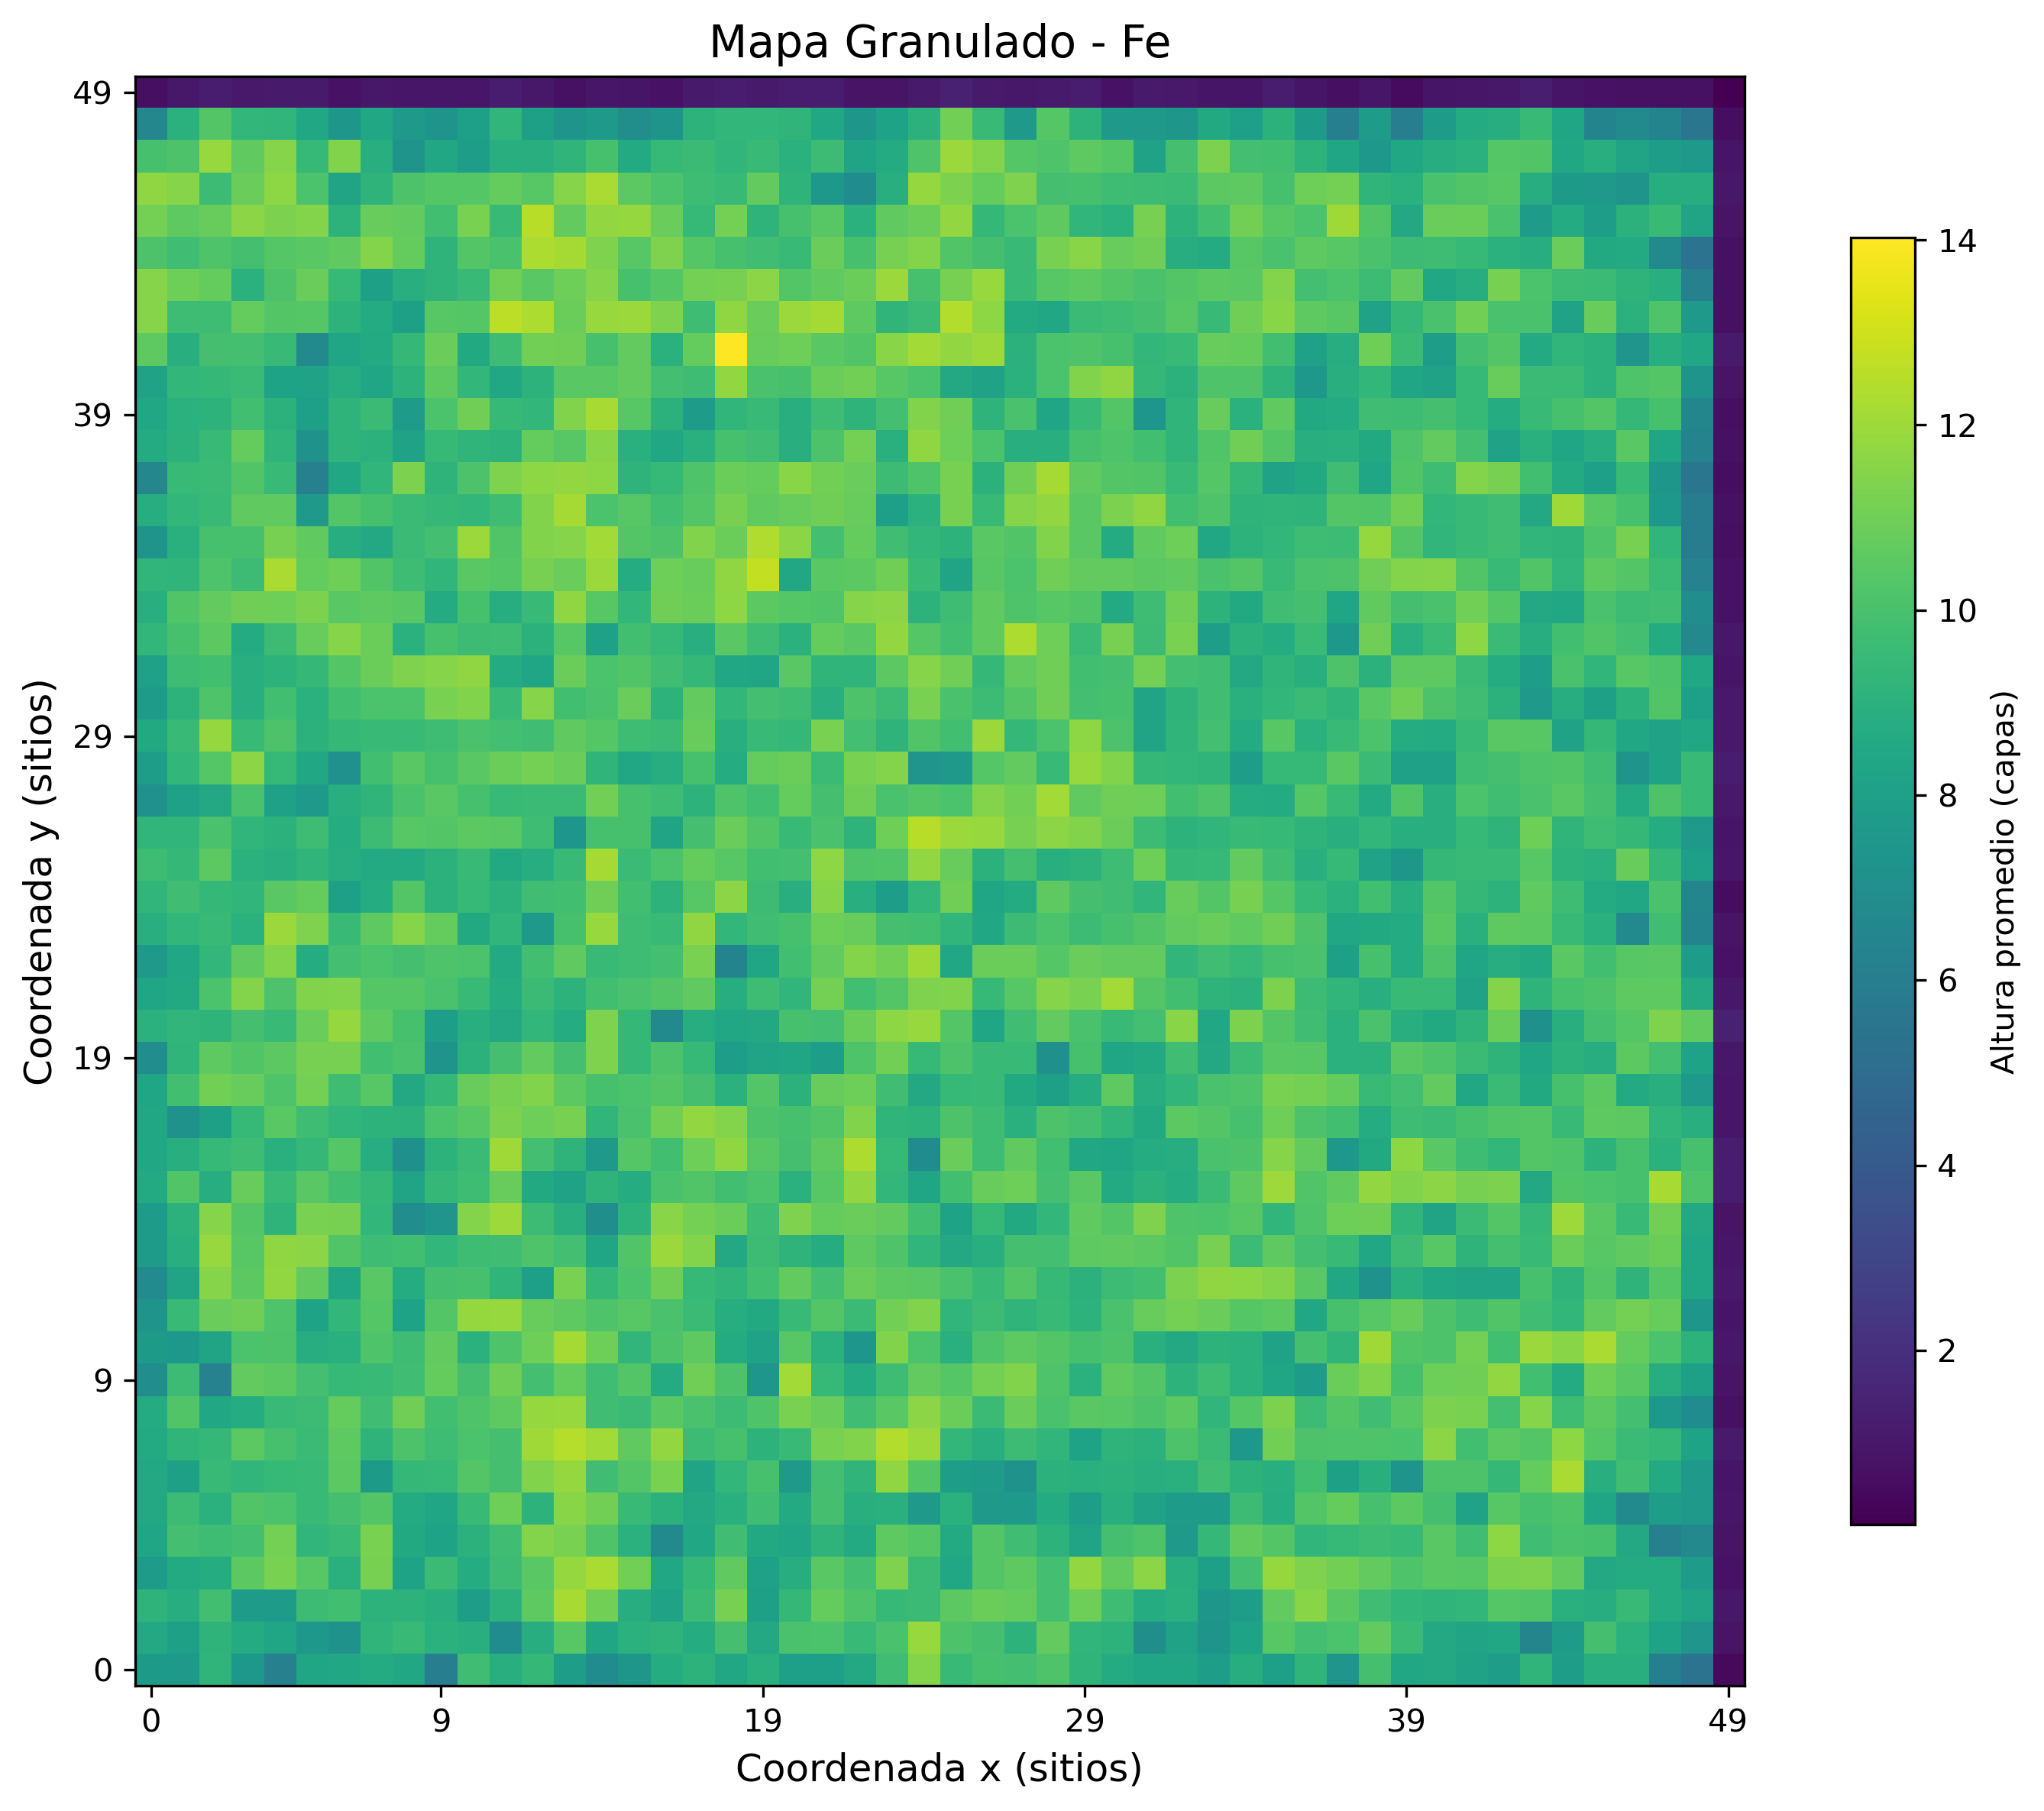 Mapa Granulado - Fe
49
39
29
19
9
0
Coordenada y (sitios)
0 9 19 29 39 49
Coordenada x (sitios)
14
12
10
8
6
4
2
Altura promedio (capas)